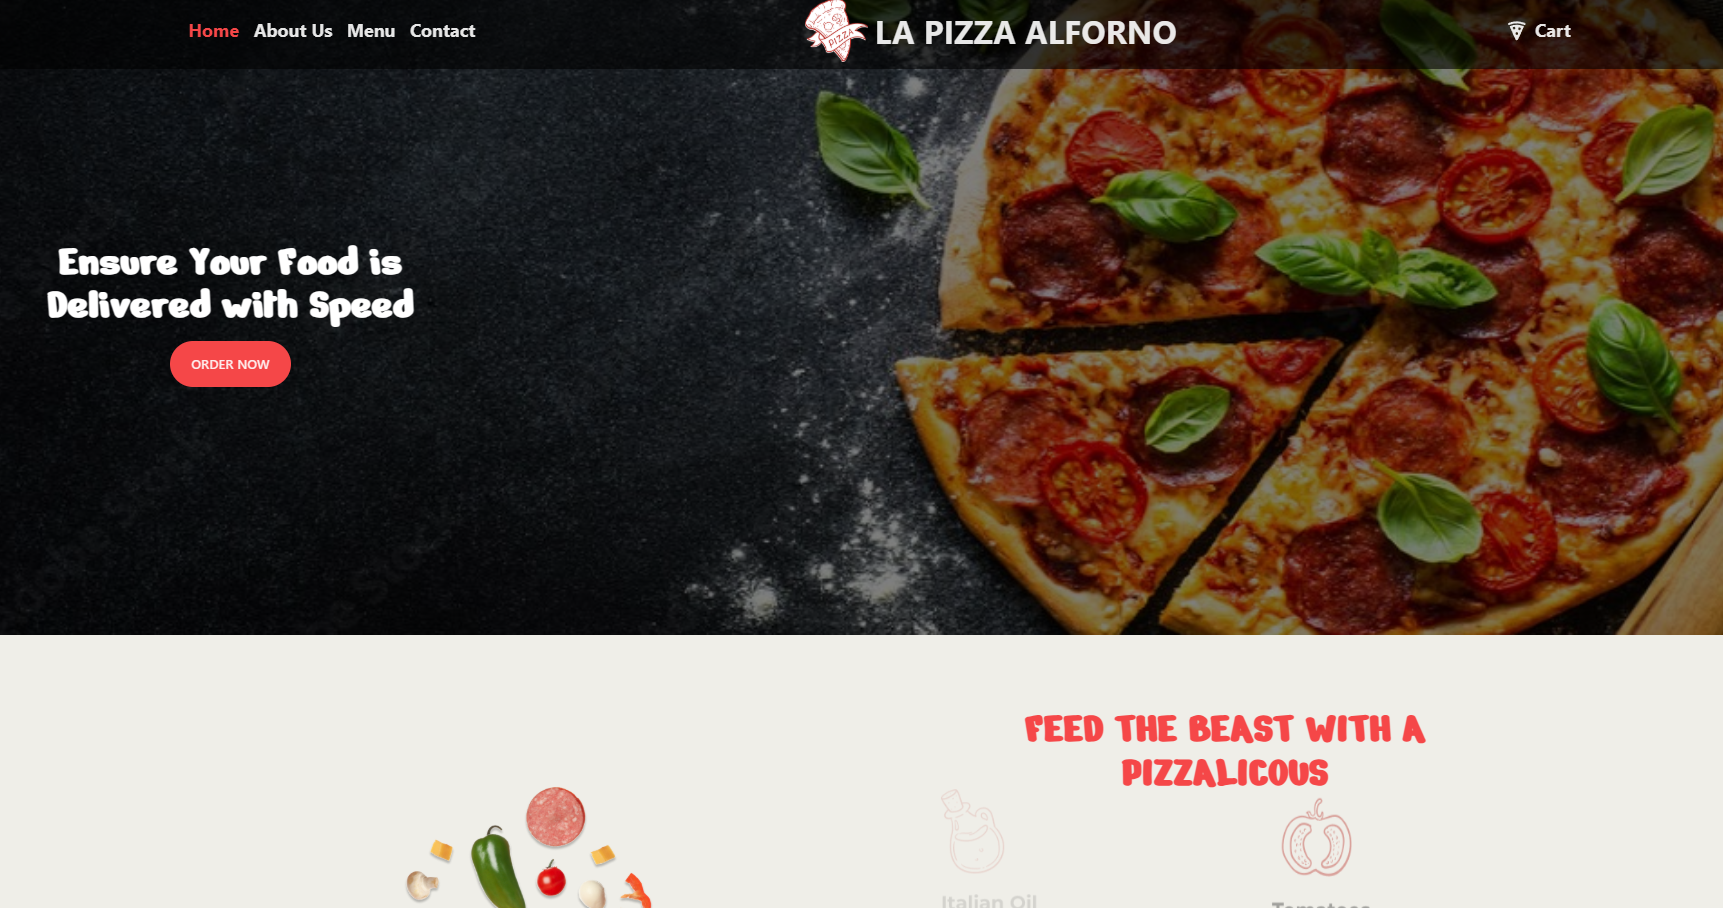 Home About Us Menu Contact
PIZZA
LA PIZZA ALFORNO
Cart
Ensure Your Food is
Delivered with Speed
ORDER NOW
FEED THE BEAST WITH A
PIZZALICOUS
Italian Oil
Tomatoes